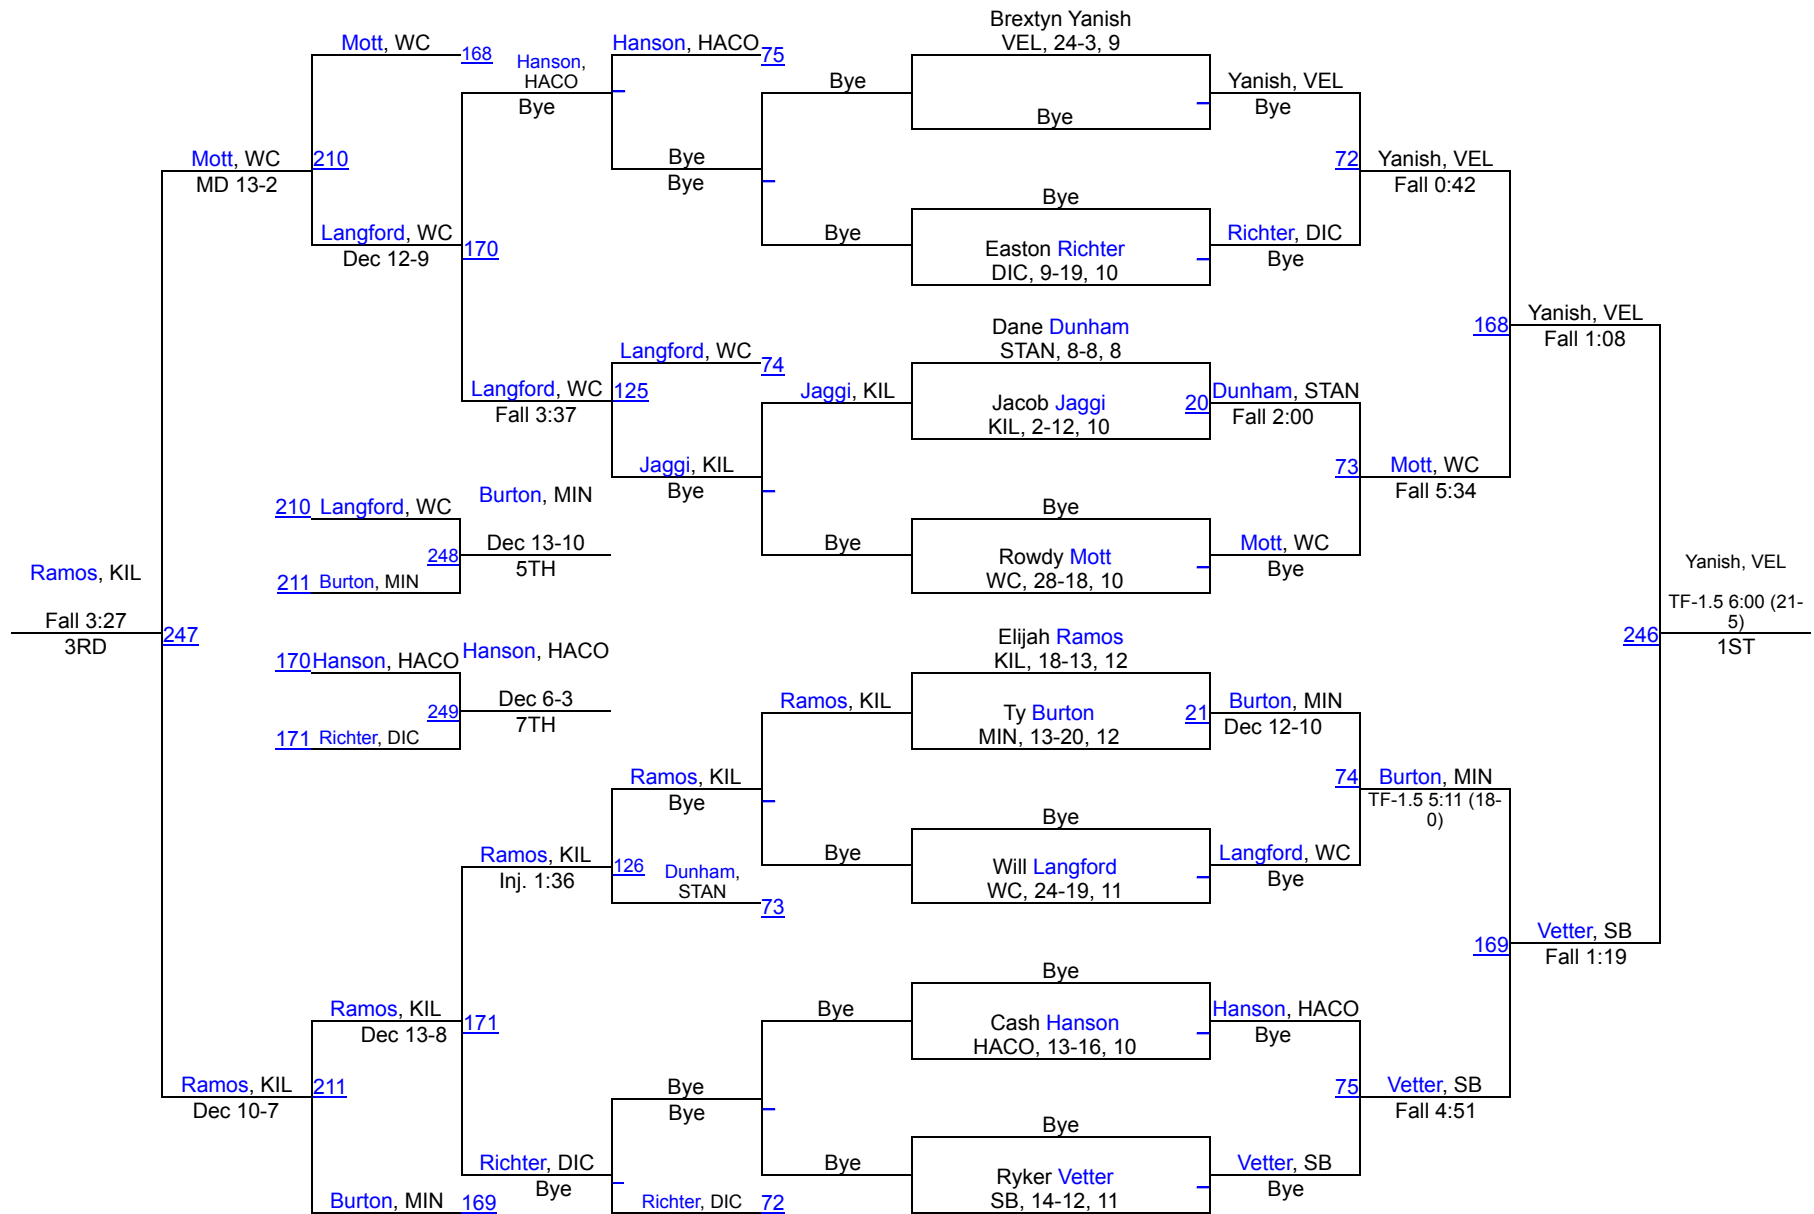 Brextyn Yanish
VEL, 24-3, 9
Mott, WC
168
Hanson,
HACO
Bye
Hanson, HACO
75
Bye
Bye
Yanish, VEL
Bye
Mott, WC
MD 13-2
210
Bye
Bye
72
Yanish, VEL
Fall 0:42
Langford, WC
Dec 12-9
170
Bye
Bye
Easton Richter
DIC, 9-19, 10
Richter, DIC
Bye
Dane Dunham
STAN, 8-8, 8
168
Yanish, VEL
Fall 1:08
Langford, WC
74
Langford, WC
Fall 3:37
125
Jaggi, KIL
Jacob Jaggi
KIL, 2-12, 10
20
Dunham, STAN
Fall 2:00
Jaggi, KIL
Bye
73
Mott, WC
Fall 5:34
210
Langford, WC
Burton, MIN
248
Dec 13-10
5TH
211
Burton, MIN
Bye
Bye
Rowdy Mott
WC, 28-18, 10
Mott, WC
Bye
Ramos, KIL
Fall 3:27
3RD
247
Yanish, VEL
TF-1.5 6:00 (21-
5)
1ST
246
170
Hanson, HACO
Hanson, HACO
249
Dec 6-3
7TH
171
Richter, DIC
Elijah Ramos
KIL, 18-13, 12
Ramos, KIL
Ty Burton
MIN, 13-20, 12
21
Burton, MIN
Dec 12-10
Ramos, KIL
Bye
74
Burton, MIN
TF-1.5 5:11 (18-
0)
Bye
Ramos, KIL
Inj. 1:36
126
Dunham,
STAN
73
Bye
Will Langford
WC, 24-19, 11
Langford, WC
Bye
169
Vetter, SB
Fall 1:19
Bye
Ramos, KIL
Dec 13-8
171
Bye
Cash Hanson
HACO, 13-16, 10
Hanson, HACO
Bye
Ramos, KIL
Dec 10-7
211
Bye
Bye
75
Vetter, SB
Fall 4:51
Bye
Richter, DIC
Bye
Bye
Ryker Vetter
SB, 14-12, 11
Vetter, SB
Bye
Burton, MIN
169
Richter, DIC
72